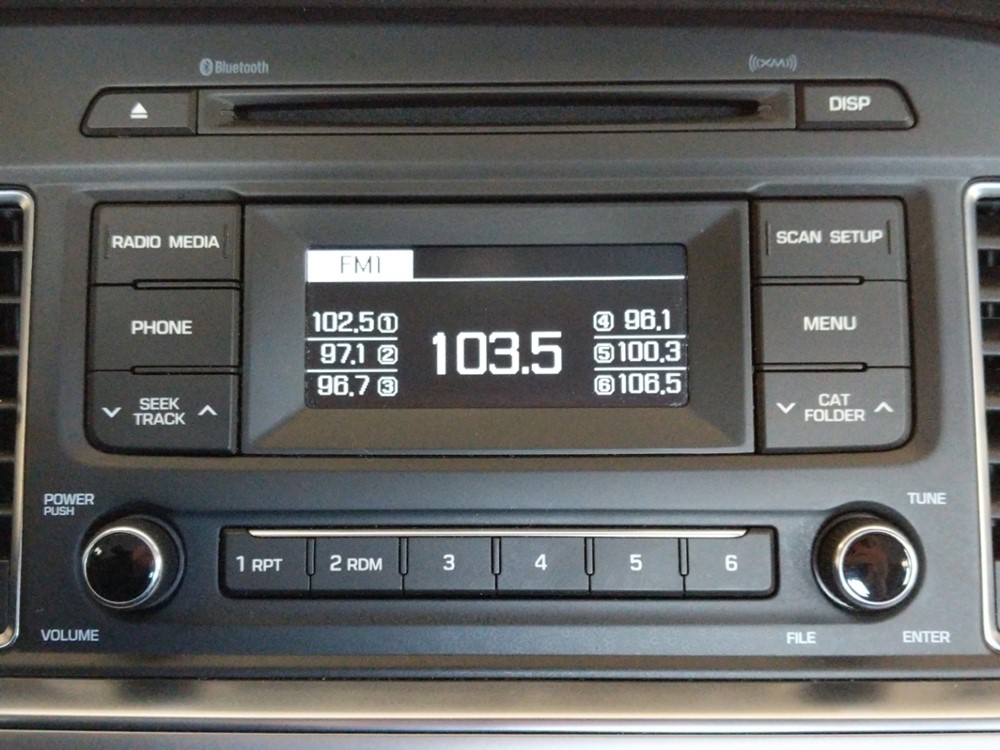 Bluetooth
((XM))
DISP
RADIO MEDIA
SCAN SETUP
FM1
PHONE
MENU
102.5 1
97.1 2
96.7 3
103.5
4 96.1
5 100.3
6 106.5
SEEK
TRACK
CAT
FOLDER
POWER
PUSH
TUNE
1 RPT
2 RDM
3
4
5
6
VOLUME
FILE
ENTER